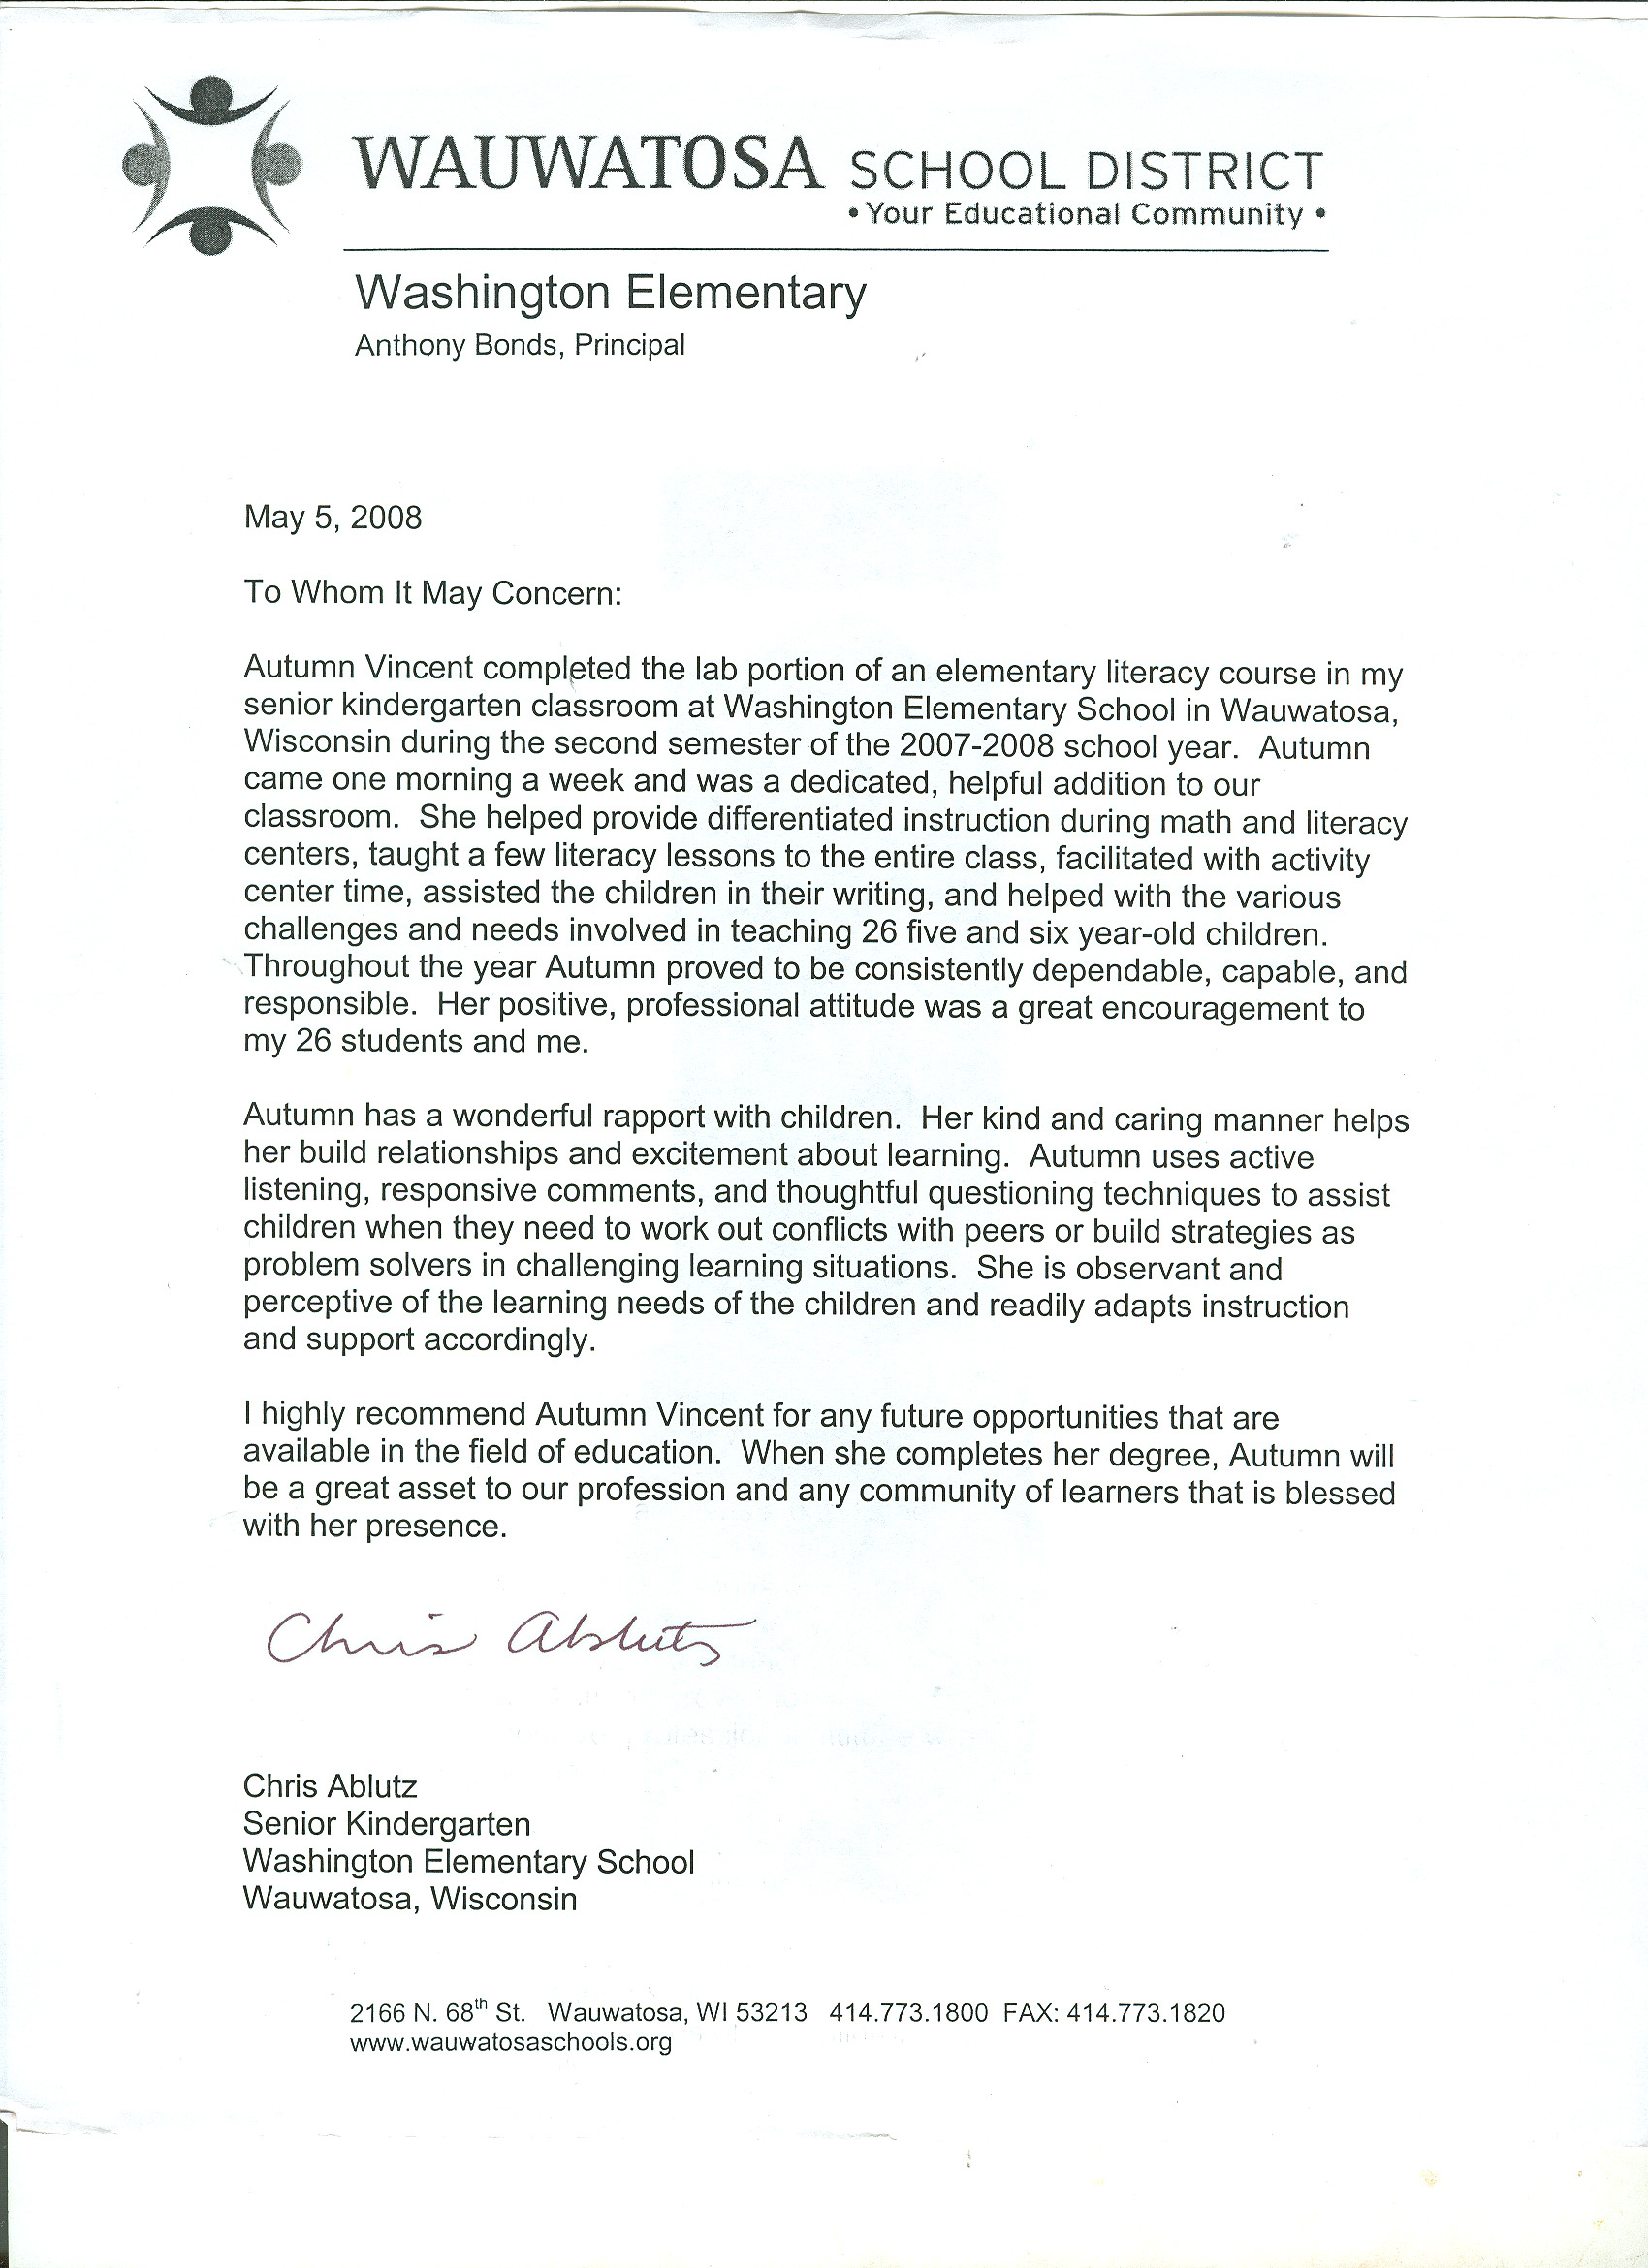 WAUWATOSA SCHOOL DISTRICT
• Your Educational Community •
Washington Elementary
Anthony Bonds, Principal
May 5, 2008
To Whom It May Concern:
Autumn Vincent completed the lab portion of an elementary literacy course in my
senior kindergarten classroom at Washington Elementary School in Wauwatosa,
Wisconsin during the second semester of the 2007-2008 school year.  Autumn
came one morning a week and was a dedicated, helpful addition to our
classroom.  She helped provide differentiated instruction during math and literacy
centers, taught a few literacy lessons to the entire class, facilitated with activity
center time, assisted the children in their writing, and helped with the various
challenges and needs involved in teaching 26 five and six year-old children.
Throughout the year Autumn proved to be consistently dependable, capable, and
responsible.  Her positive, professional attitude was a great encouragement to
my 26 students and me.
Autumn has a wonderful rapport with children.  Her kind and caring manner helps
her build relationships and excitement about learning.  Autumn uses active
listening, responsive comments, and thoughtful questioning techniques to assist
children when they need to work out conflicts with peers or build strategies as
problem solvers in challenging learning situations.  She is observant and
perceptive of the learning needs of the children and readily adapts instruction
and support accordingly.
I highly recommend Autumn Vincent for any future opportunities that are
available in the field of education.  When she completes her degree, Autumn will
be a great asset to our profession and any community of learners that is blessed
with her presence.
Chris Ablutz
Chris Ablutz
Senior Kindergarten
Washington Elementary School
Wauwatosa, Wisconsin
2166 N. 68th St.   Wauwatosa, WI 53213   414.773.1800  FAX: 414.773.1820
www.wauwatosaschools.org